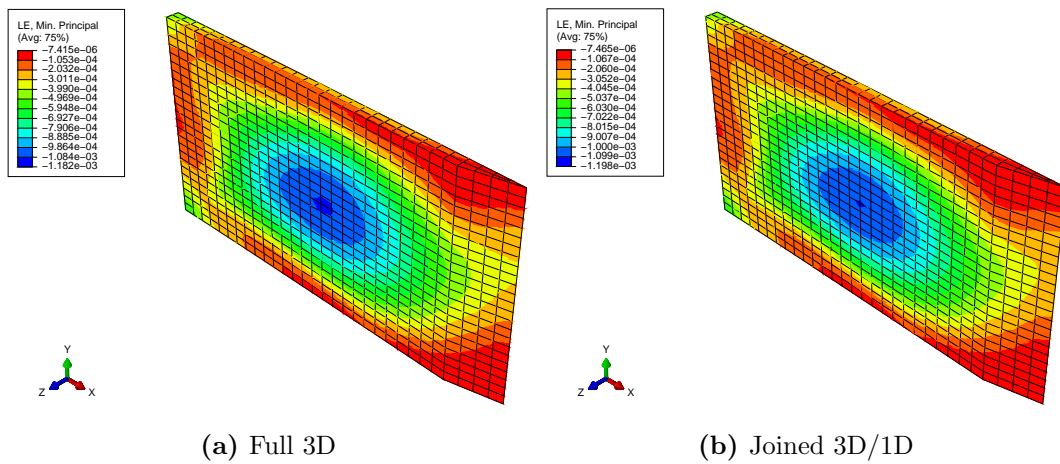 LE, Min. Principal
(Avg: 75%)
−7.415e−06
−1.053e−04
−2.032e−04
−3.011e−04
−3.990e−04
−4.969e−04
−5.948e−04
−6.927e−04
−7.906e−04
−8.885e−04
−9.864e−04
−1.084e−03
−1.182e−03
Y
Z
X
(a) Full 3D
LE, Min. Principal
(Avg: 75%)
−7.465e−06
−1.067e−04
−2.060e−04
−3.052e−04
−4.045e−04
−5.037e−04
−6.030e−04
−7.022e−04
−8.015e−04
−9.007e−04
−1.000e−03
−1.099e−03
−1.198e−03
Y
Z
X
(b) Joined 3D/1D